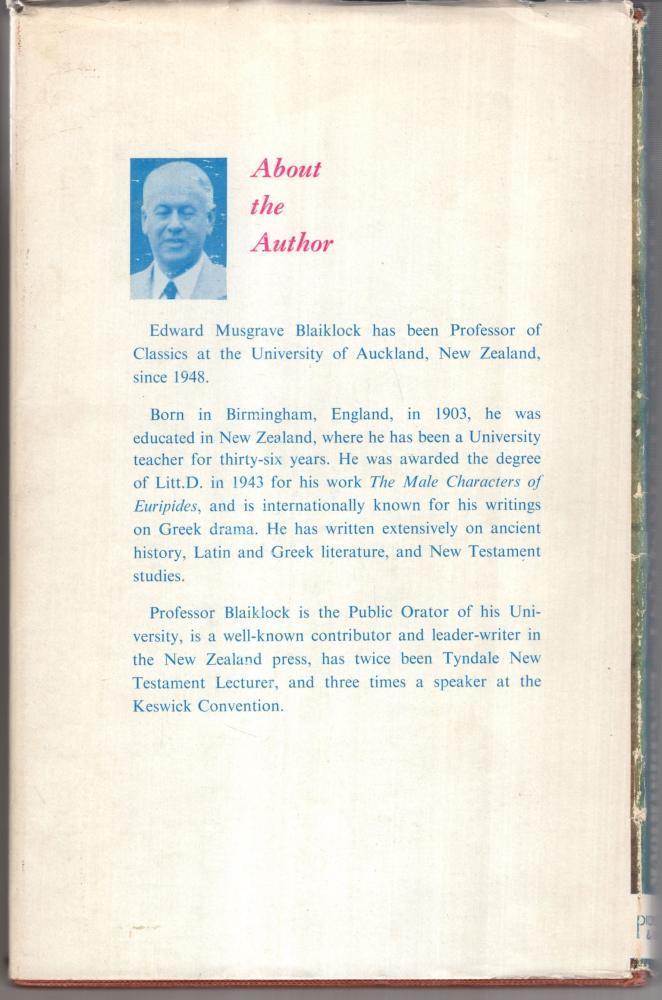 About
the
Author
Edward Musgrave Blaiklock has been Professor of
Classics at the University of Auckland, New Zealand,
since 1948.
Born in Birmingham, England, in 1903, he was
educated in New Zealand, where he has been a University
teacher for thirty-six years. He was awarded the degree
of Litt.D. in 1943 for his work The Male Characters of
Euripides, and is internationally known for his writings
on Greek drama. He has written extensively on ancient
history, Latin and Greek literature, and New Testament
studies.
Professor Blaiklock is the Public Orator of his Uni-
versity, is a well-known contributor and leader-writer in
the New Zealand press, has twice been Tyndale New
Testament Lecturer, and three times a speaker at the
Keswick Convention.